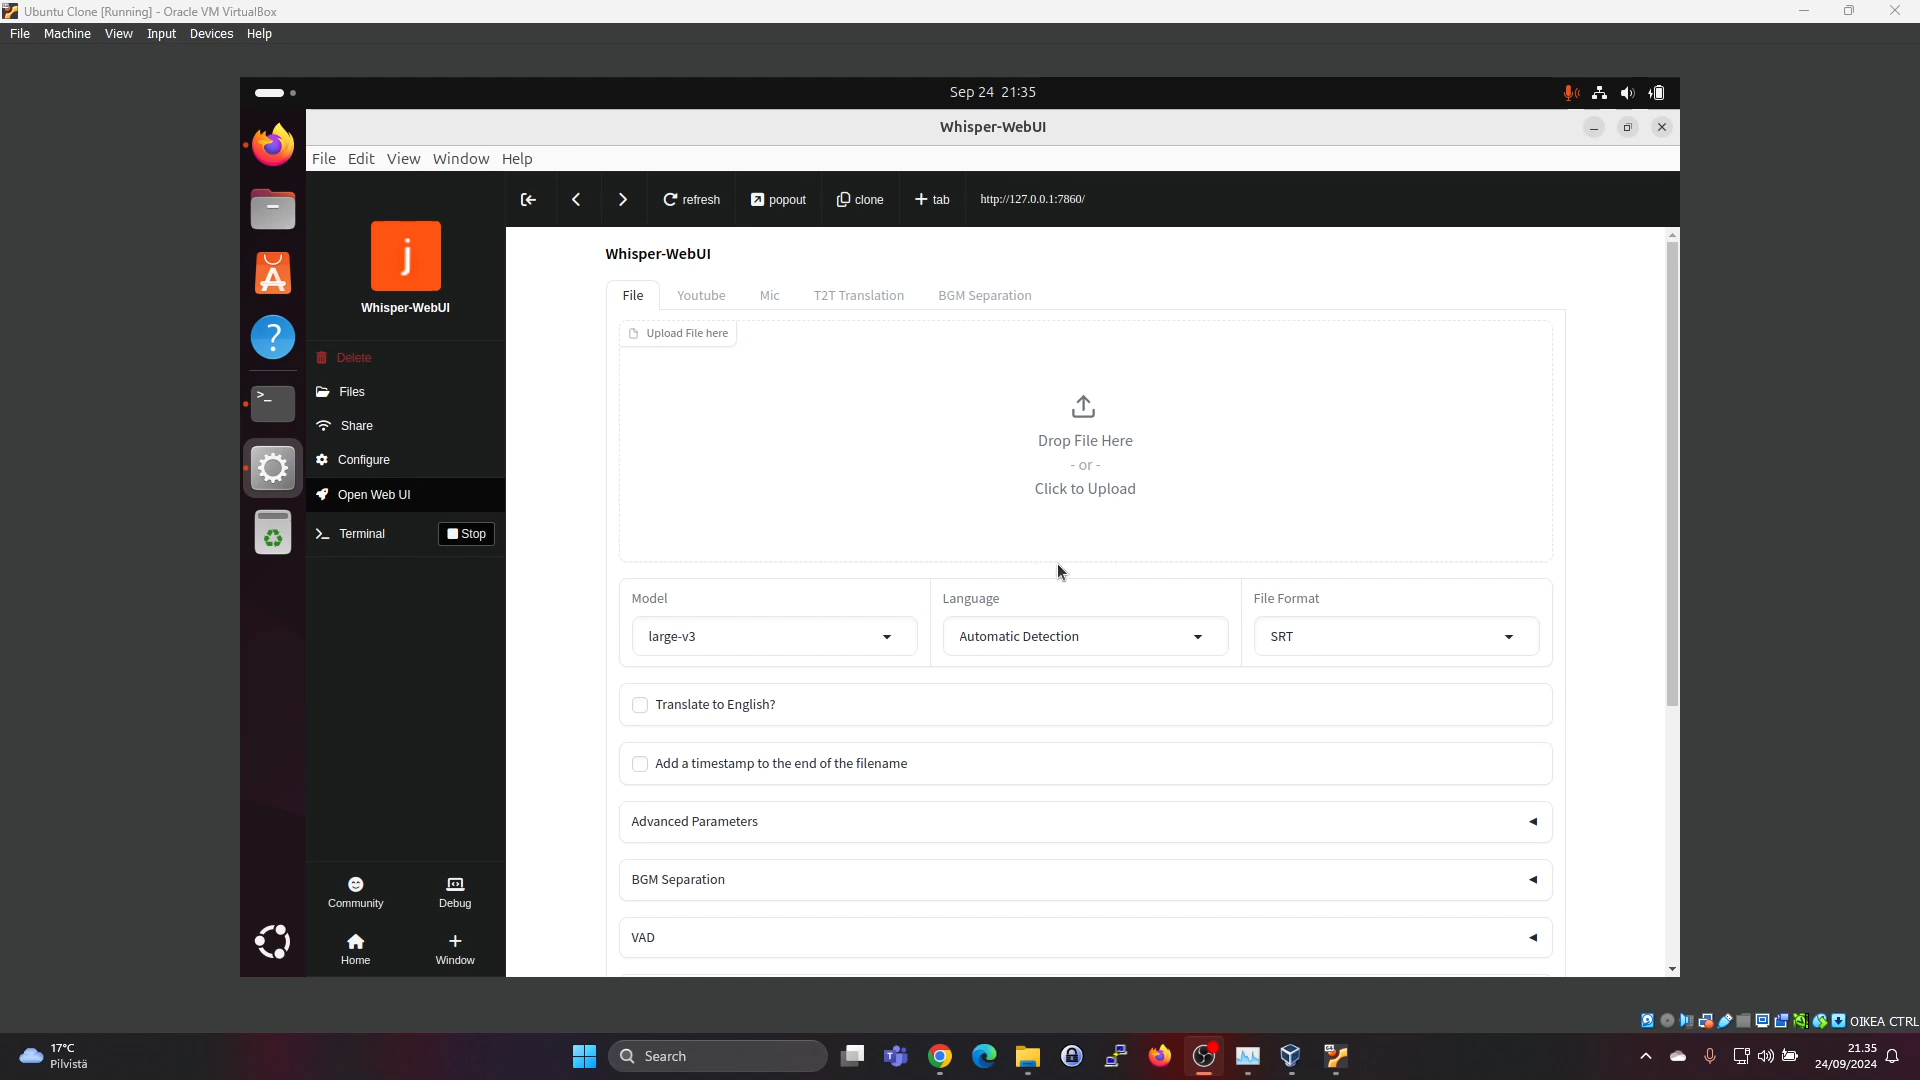 Ubuntu Clone [Running] - Oracle VM VirtualBox
File Machine View Input Devices Help
Sep 24 21:35
Whisper-WebUI
File Edit View Window Help
refresh popout clone tab http://127.0.0.1:7860/
j
Whisper-WebUI
Delete
Files
Share
Configure
Open Web UI
Terminal Stop
Community Debug
Home Window
Whisper-WebUI
File Youtube Mic T2T Translation BGM Separation
Upload File here
Drop File Here
- or -
Click to Upload
Model Language File Format
large-v3 Automatic Detection SRT
Translate to English?
Add a timestamp to the end of the filename
Advanced Parameters
BGM Separation
VAD
OIKEA CTRL
17°C
Pilvistä
Search
21.35
24/09/2024